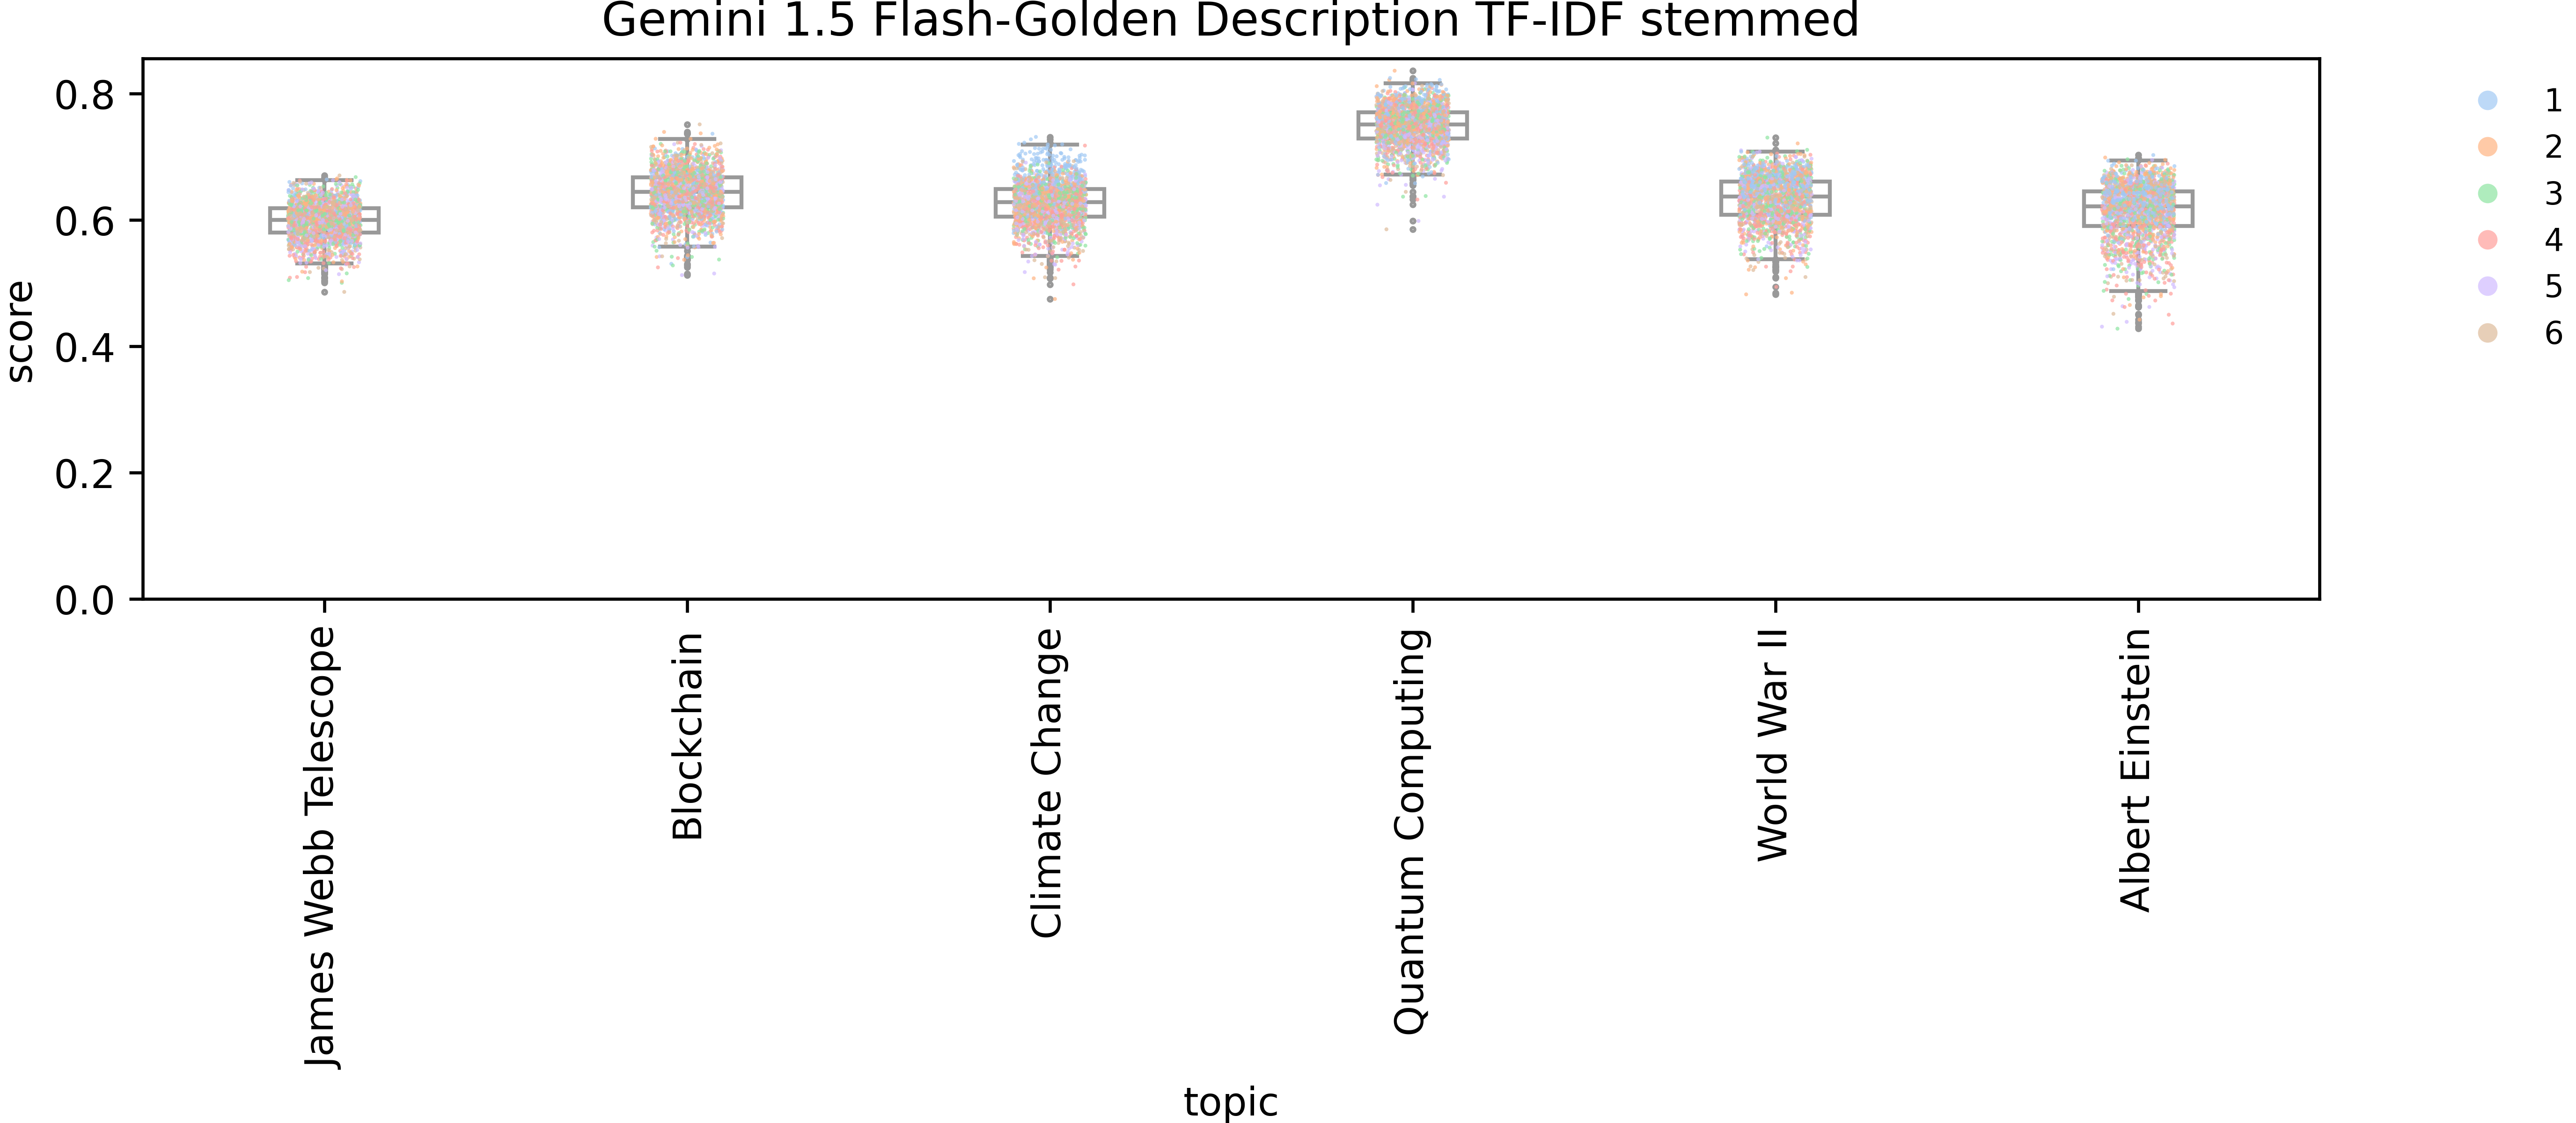 Gemini 1.5 Flash-Golden Description TF-IDF stemmed
score
0.8
0.6
0.4
0.2
0.0
James Webb Telescope
Blockchain
Climate Change
Quantum Computing
World War II
Albert Einstein
topic
1
2
3
4
5
6